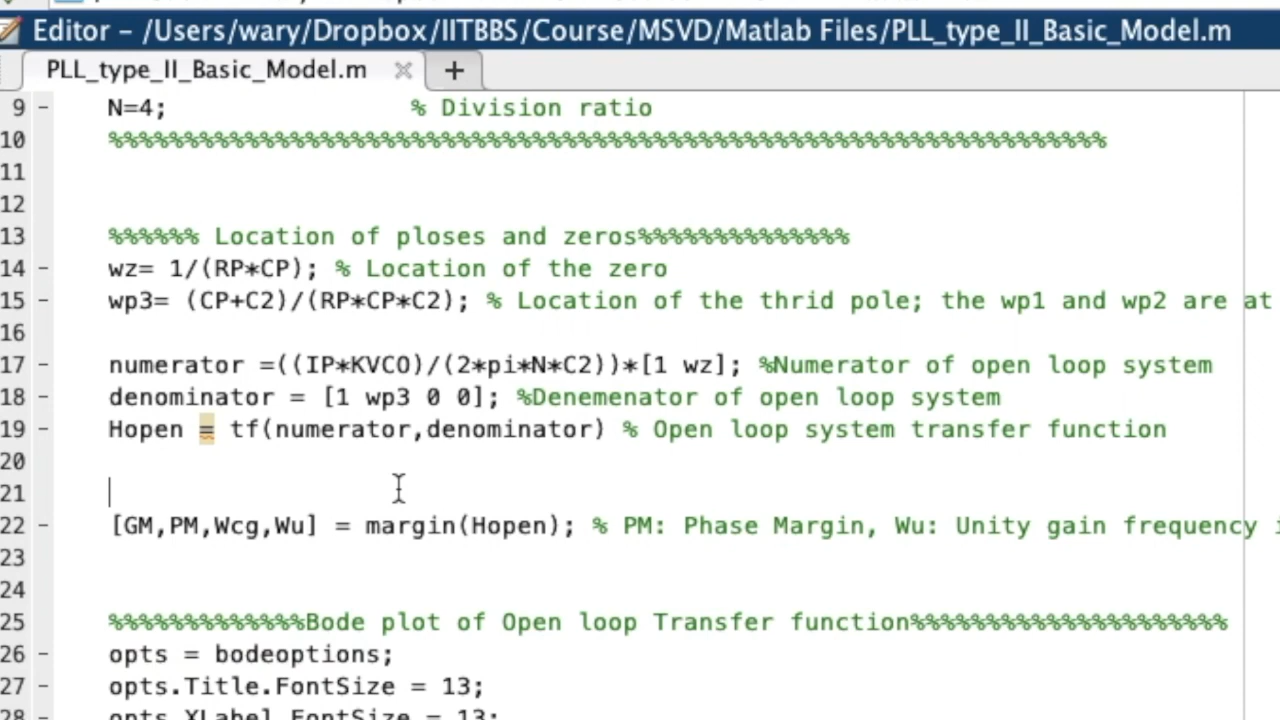 Editor - /Users/wary/Dropbox/IITBBS/Course/MSVD/Matlab Files/PLL_type_II_Basic_Model.m
PLL_type_II_Basic_Model.m × +
9 - N=4; % Division ratio
10 %%%%%%%%%%%%%%%%%%%%%%%%%%%%%%%%%%%%%%%%%%%%%%%%%%%%%%%%%%%%%%%%%%
11
12
13 %%%%%% Location of ploses and zeros%%%%%%%%%%%%%%
14 - wz= 1/(RP*CP); % Location of the zero
15 - wp3= (CP+C2)/(RP*CP*C2); % Location of the thrid pole; the wp1 and wp2 are at
16
17 - numerator =((IP*KVCO)/(2*pi*N*C2))*[1 wz]; %Numerator of open loop system
18 - denominator = [1 wp3 0 0]; %Denemenator of open loop system
19 - Hopen = tf(numerator,denominator) % Open loop system transfer function
20
21
22 - [GM,PM,Wcg,Wu] = margin(Hopen); % PM: Phase Margin, Wu: Unity gain frequency
23
24
25 %%%%%%%%%%%%%Bode plot of Open loop Transfer function%%%%%%%%%%%%%%%%%%%%%
26 - opts = bodeoptions;
27 - opts.Title.FontSize = 13;
28 - opts.XLabel.FontSize = 13;